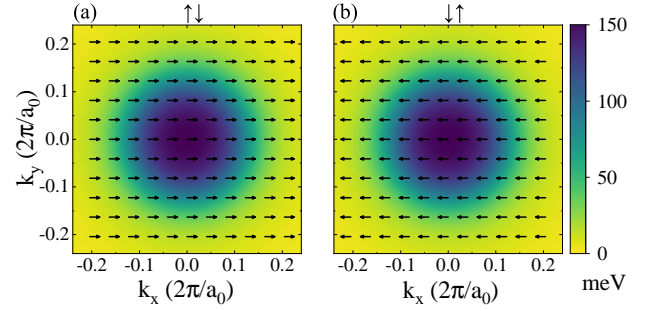 (a) ↑↓ (b) ↓↑
0.2 150
0.1 100
0.0
-0.1 50
-0.2 0
k_y (2π/a_0)
-0.2 -0.1 0.0 0.1 0.2 -0.2 -0.1 0.0 0.1 0.2 meV
k_x (2π/a_0) k_x (2π/a_0)